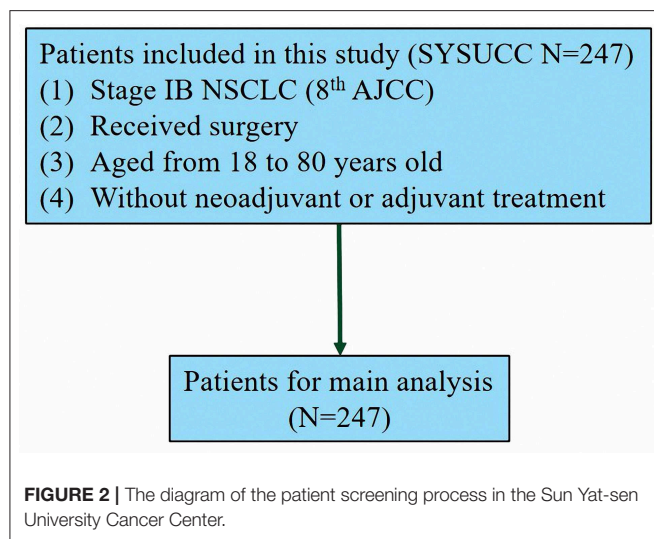 Patients included in this study (SYSUCC N=247)
(1) Stage IB NSCLC (8th AJCC)
(2) Received surgery
(3) Aged from 18 to 80 years old
(4) Without neoadjuvant or adjuvant treatment
Patients for main analysis
(N=247)
FIGURE 2 | The diagram of the patient screening process in the Sun Yat-sen
University Cancer Center.